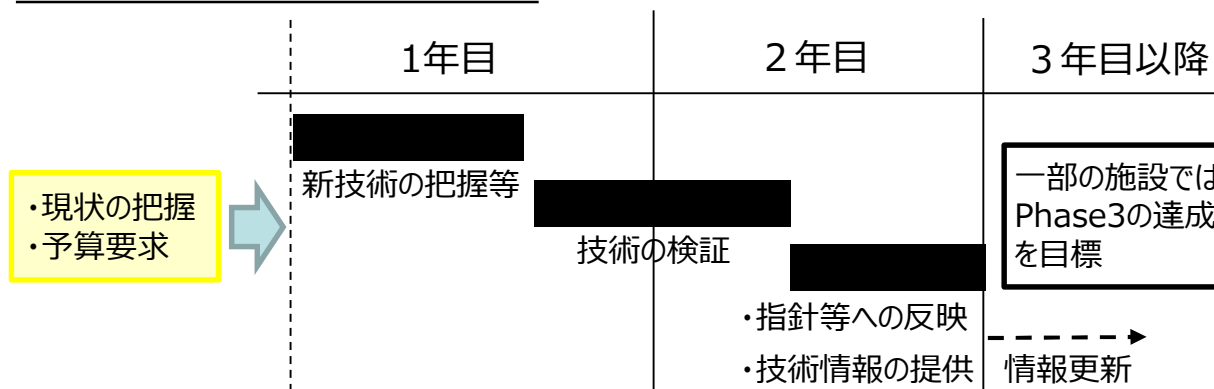 1年目
２年目
３年目以降
・現状の把握
・予算要求
新技術の把握等
技術の検証
・指針等への反映
・技術情報の提供
一部の施設では
Phase3の達成
を目標
情報更新